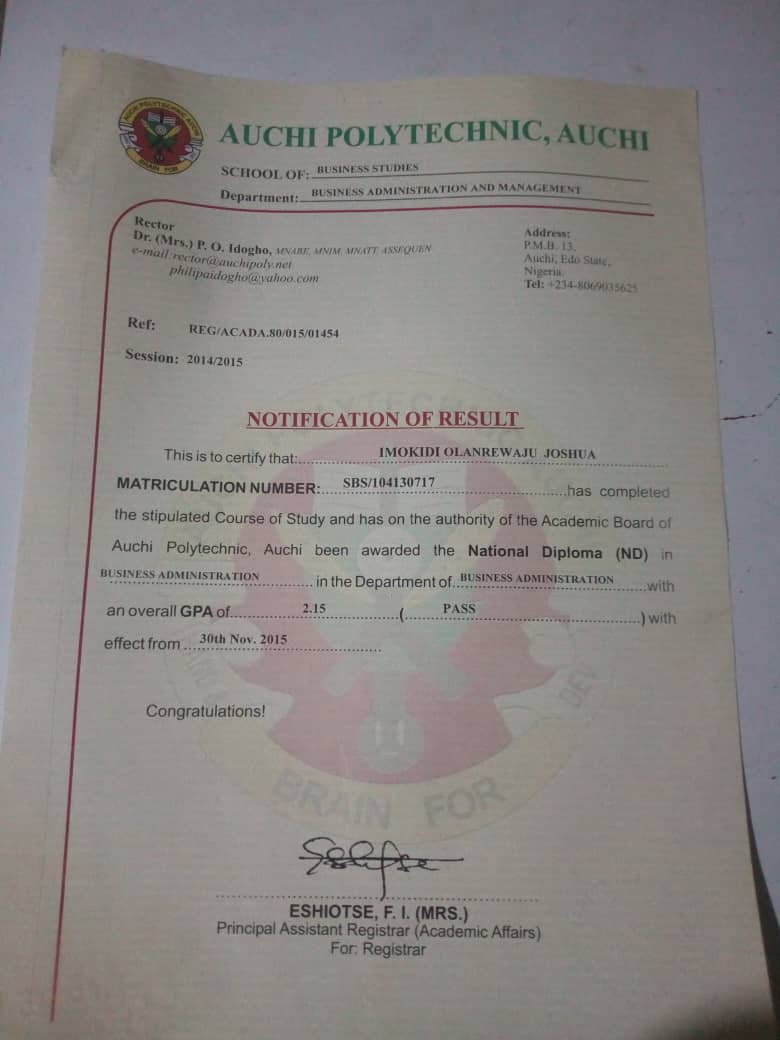 AUCHI POLYTECHNIC, AUCHI
SCHOOL OF: BUSINESS STUDIES
Department: BUSINESS ADMINISTRATION AND MANAGEMENT
Rector
Dr. (Mrs.) P. O. Idogho, MNABE, MNIM, MNATT, ASSEQUEN
e-mail:rector@auchipoly.net
philipaidogho@yahoo.com
Address:
P.M.B. 13,
Auchi, Edo State,
Nigeria.
Tel: +234-8069035625
Ref: REG/ACADA.80/015/01454
Session: 2014/2015
NOTIFICATION OF RESULT
This is to certify that: IMOKIDI OLANREWAJU JOSHUA
MATRICULATION NUMBER: SBS/104130717 has completed
the stipulated Course of Study and has on the authority of the Academic Board of
Auchi Polytechnic, Auchi been awarded the National Diploma (ND) in
BUSINESS ADMINISTRATION in the Department of BUSINESS ADMINISTRATION with
an overall GPA of 2.15 ( PASS ) with
effect from 30th Nov. 2015
Congratulations!
BRAIN FOR
ESHIOTSE, F. I. (MRS.)
Principal Assistant Registrar (Academic Affairs)
For: Registrar